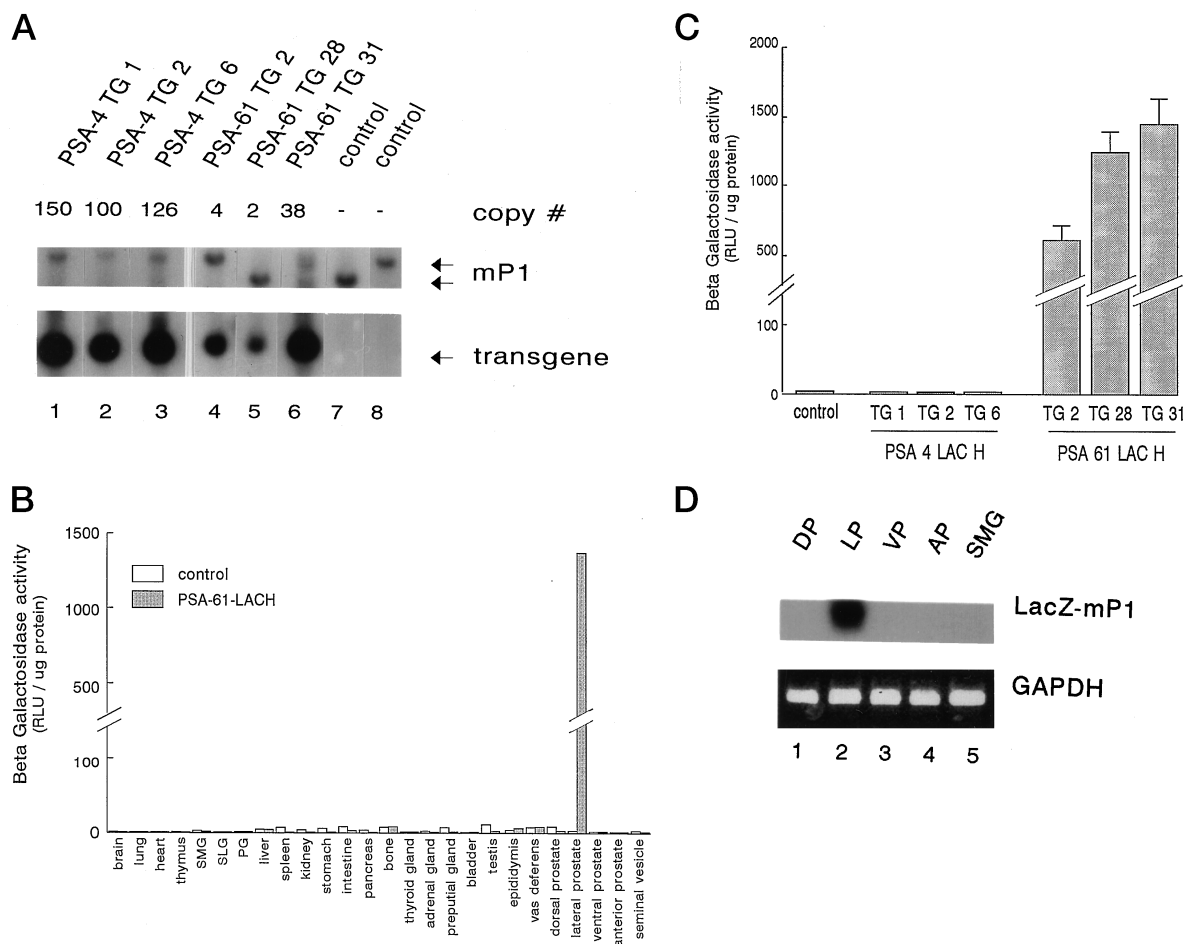 A
PSA-4 TG 1
PSA-4 TG 2
PSA-4 TG 6
PSA-61 TG 2
PSA-61 TG 28
PSA-61 TG 31
control
control
150 100 126 4 2 38 - - copy #
mP1
transgene
1 2 3 4 5 6 7 8
B
Beta Galactosidase activity
(RLU / ug protein)
1500
1000
500
100
0
control
PSA-61-LACH
brain
lung
heart
thymus
SMG
SLG
PG
liver
spleen
kidney
stomach
intestine
pancreas
bone
thyroid gland
adrenal gland
preputial gland
bladder
testis
epididymis
vas deferens
dorsal prostate
lateral prostate
ventral prostate
anterior prostate
seminal vesicle
C
Beta Galactosidase activity
(RLU / ug protein)
2000
1500
1000
500
100
0
control TG 1 TG 2 TG 6 TG 2 TG 28 TG 31
PSA 4 LAC H PSA 61 LAC H
D
DP
LP
VP
AP
SMG
LacZ-mP1
GAPDH
1 2 3 4 5